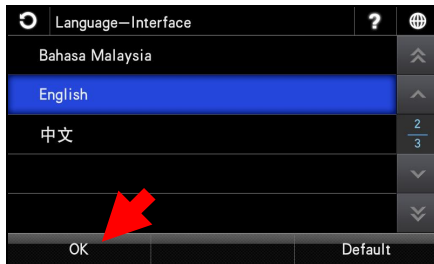 Language—Interface ?
Bahasa Malaysia
English
中文
2
3
OK Default